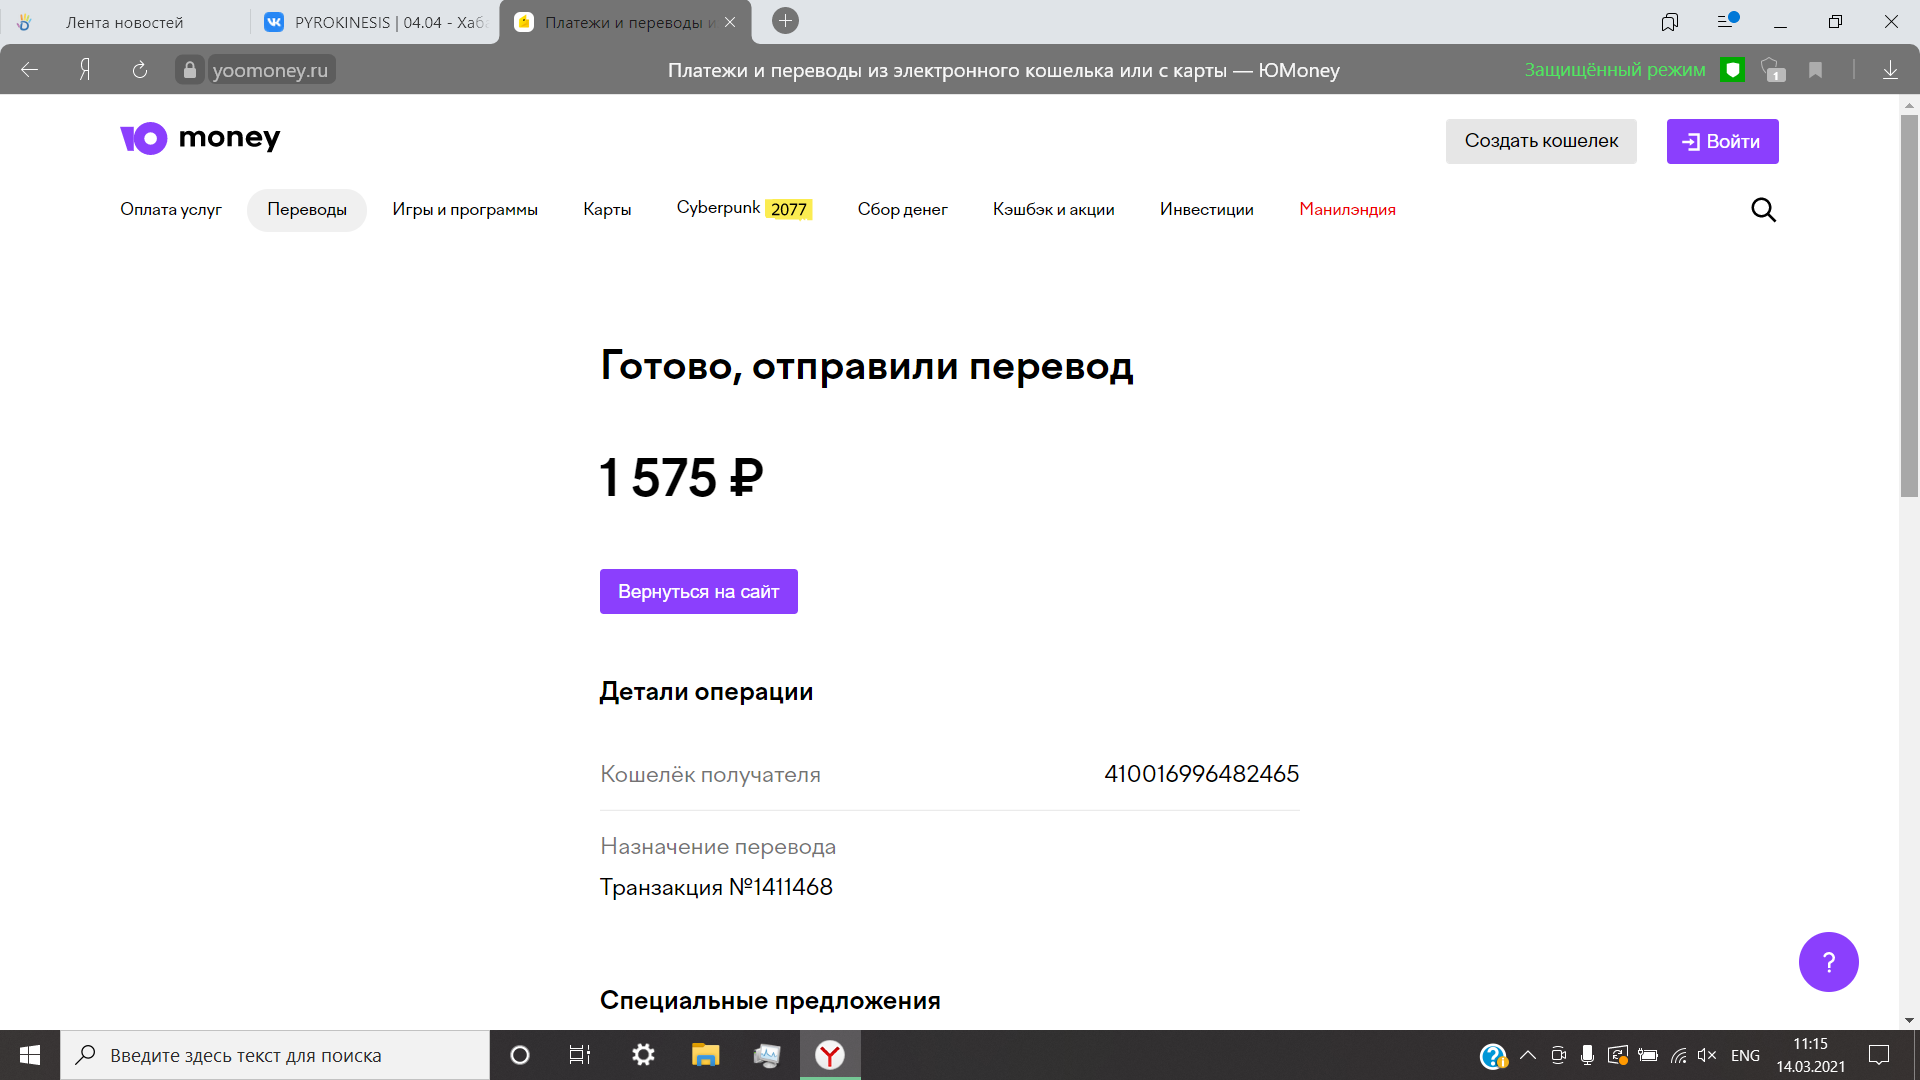 Лента новостей
PYROKINESIS | 04.04 - Хаб
Платежи и переводы и
yoomoney.ru
Платежи и переводы из электронного кошелька или с карты — ЮMoney
Защищённый режим
1
Ю money
Создать кошелек
Войти
Оплата услуг
Переводы
Игры и программы
Карты
Cyberpunk 2077
Сбор денег
Кэшбэк и акции
Инвестиции
Манилэндия
Готово, отправили перевод
1 575 ₽
Вернуться на сайт
Детали операции
Кошелёк получателя
410016996482465
Назначение перевода
Транзакция №1411468
?
Специальные предложения
Введите здесь текст для поиска
ENG
11:15
14.03.2021